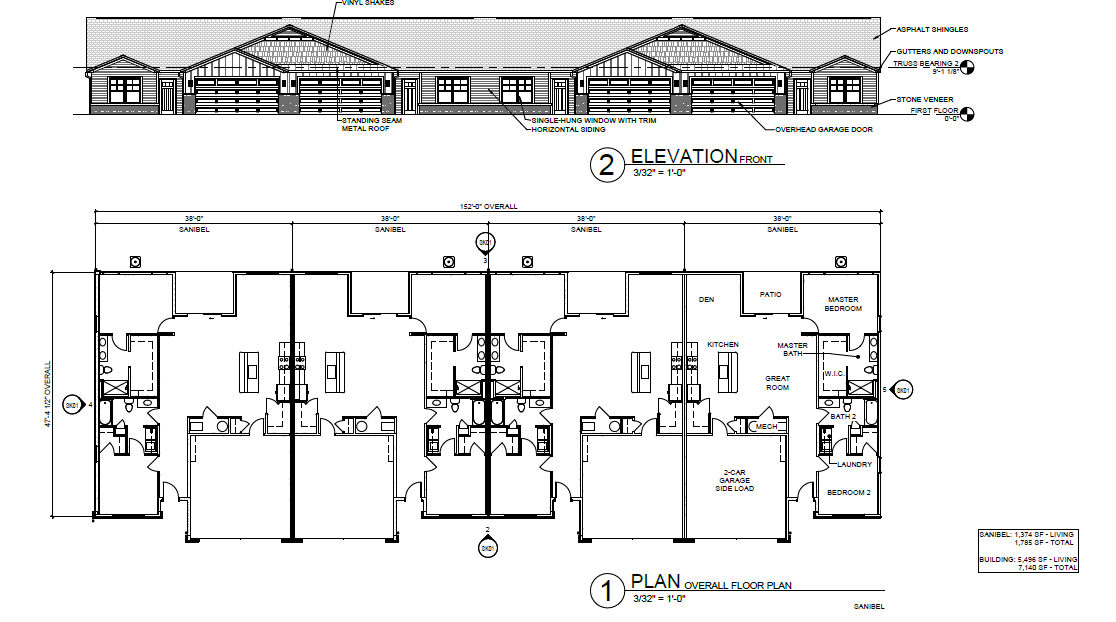 VINYL SHAKES
ASPHALT SHINGLES
GUTTERS AND DOWNSPOUTS
TRUSS BEARING 2
9'-1 1/8"
STONE VENEER
FIRST FLOOR
0'-0"
STANDING SEAM
METAL ROOF
SINGLE-HUNG WINDOW WITH TRIM
HORIZONTAL SIDING
OVERHEAD GARAGE DOOR
2
ELEVATION FRONT
3/32" = 1'-0"
152'-0" OVERALL
38'-0"
38'-0"
38'-0"
38'-0"
SANIBEL
SANIBEL
SANIBEL
SANIBEL
SK01
3
DEN
PATIO
MASTER
BEDROOM
KITCHEN
MASTER
BATH
W.I.C.
GREAT
ROOM
47'-4 1/2" OVERALL
SK01
4
5
SK01
BATH 2
MECH
LAUNDRY
2-CAR
GARAGE
SIDE LOAD
BEDROOM 2
2
SK01
SANIBEL: 1,374 SF - LIVING
1,785 SF - TOTAL
BUILDING: 5,496 SF - LIVING
7,140 SF - TOTAL
1
PLAN OVERALL FLOOR PLAN
3/32" = 1'-0"
SANIBEL